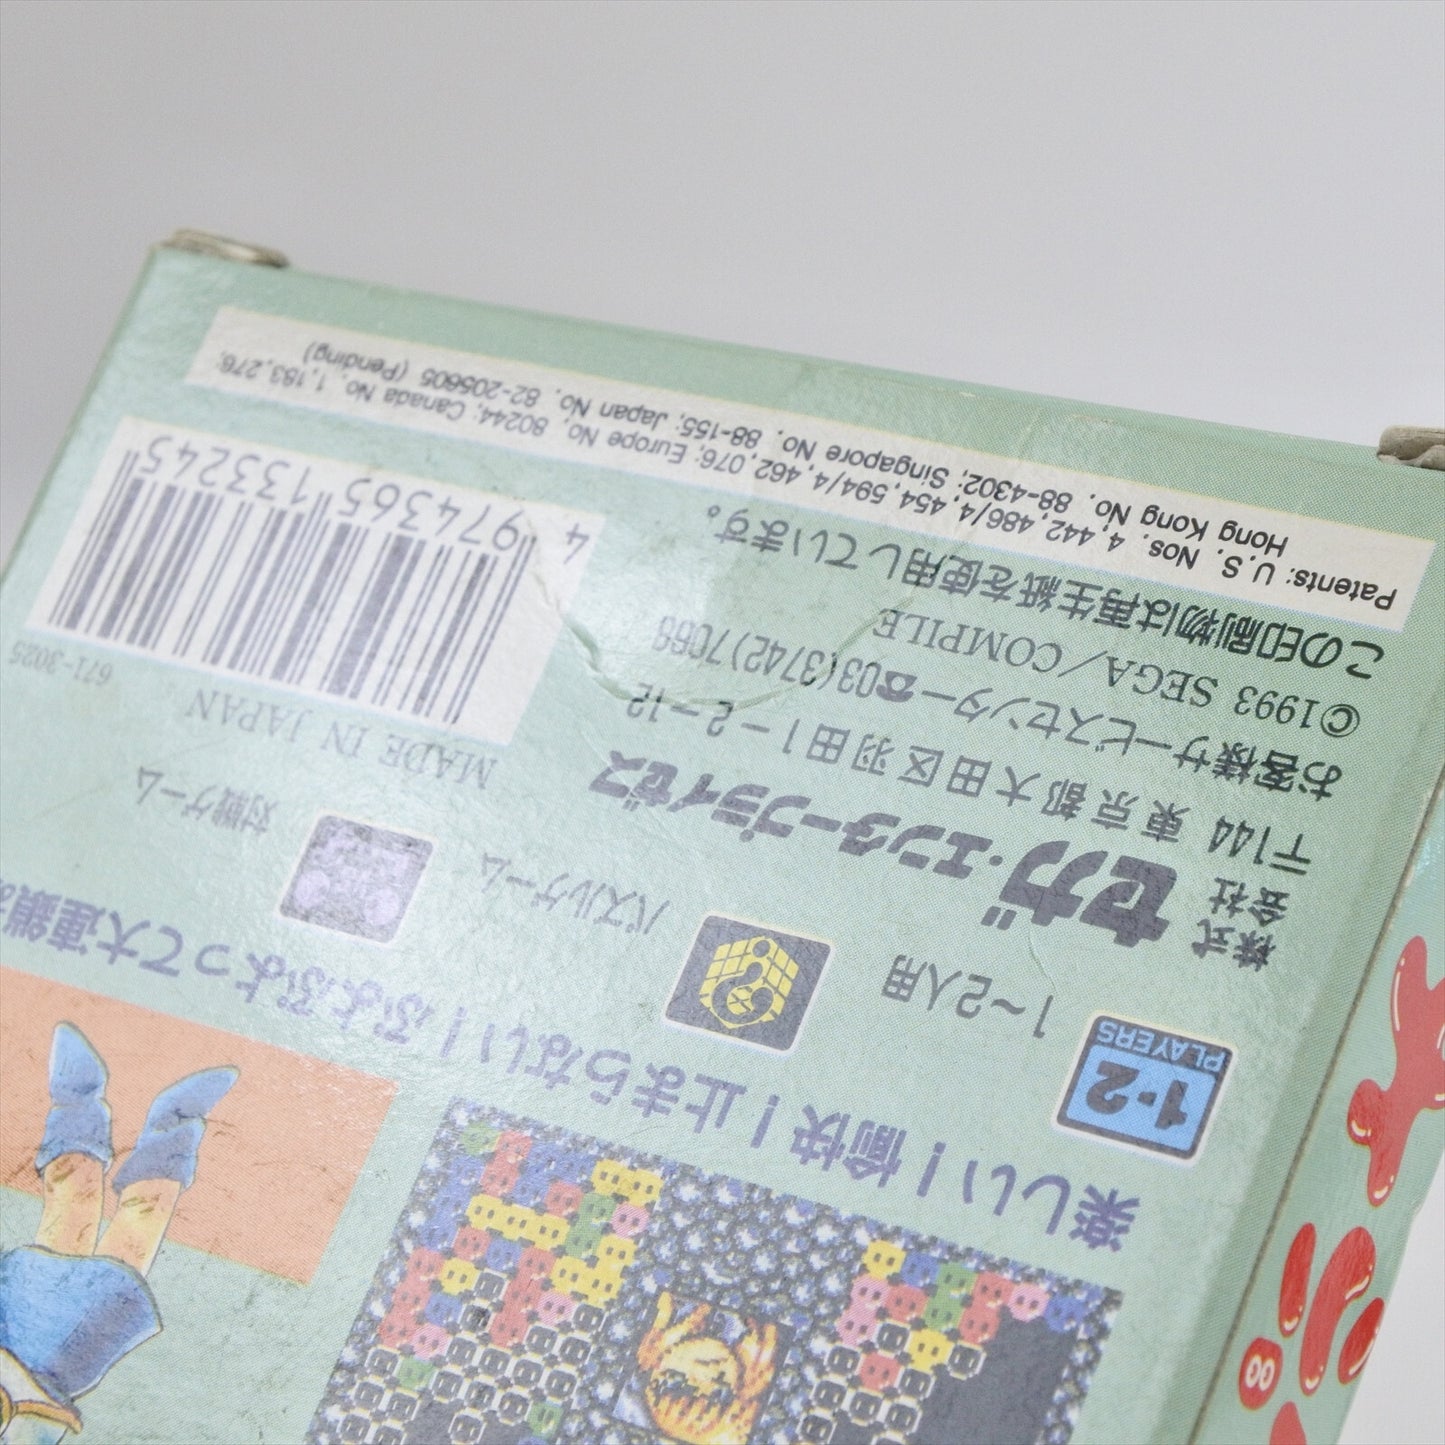 楽しい!愉快!止まらない!ぷよぷよって大連鎖
1-2
PLAYERS
1~2人用
パズルゲーム
対戦ゲーム
株式
会社
セガ・エンタープライゼス
〒144 東京都大田区羽田1-2-12
お客様サービスセンター☎03(3742)7068
©1993 SEGA/COMPILE
この印刷物は再生紙を使用しています。
MADE IN JAPAN
671-3025
4 974365 133245
Patents: U.S. Nos. 4,442,486/4,454,594/4,462,076; Europe No. 80244; Canada No. 1,183,276;
Hong Kong No. 88-4302; Singapore No. 88-155; Japan No. 82-205605 (Pending)